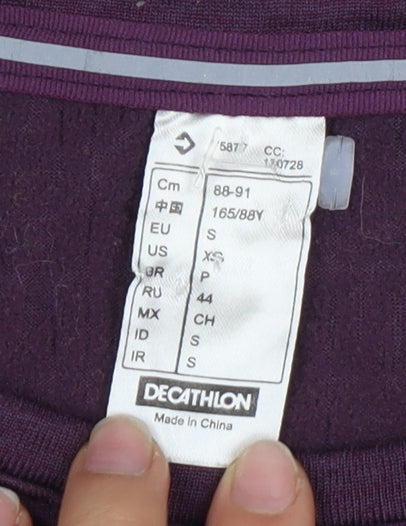 5877 CC:
170728
Cm 88-91
中国 165/88Y
EU S
US XS
BR P
RU 44
MX CH
ID S
IR S
DECATHLON
Made in China